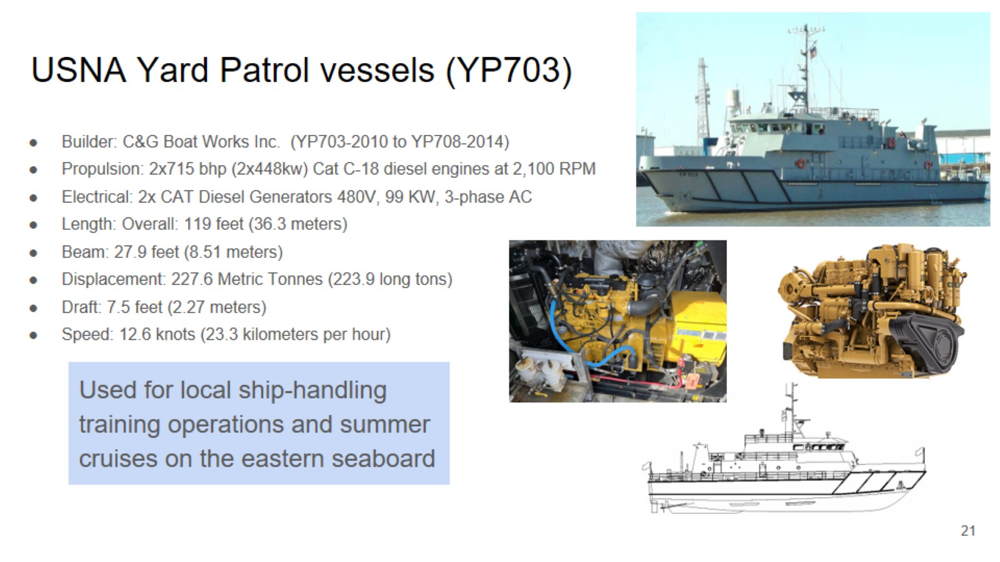 USNA Yard Patrol vessels (YP703)
● Builder: C&G Boat Works Inc.  (YP703-2010 to YP708-2014)
● Propulsion: 2x715 bhp (2x448kw) Cat C-18 diesel engines at 2,100 RPM
● Electrical: 2x CAT Diesel Generators 480V, 99 KW, 3-phase AC
● Length: Overall: 119 feet (36.3 meters)
● Beam: 27.9 feet (8.51 meters)
● Displacement: 227.6 Metric Tonnes (223.9 long tons)
● Draft: 7.5 feet (2.27 meters)
● Speed: 12.6 knots (23.3 kilometers per hour)
Used for local ship-handling
training operations and summer
cruises on the eastern seaboard
YP703
21